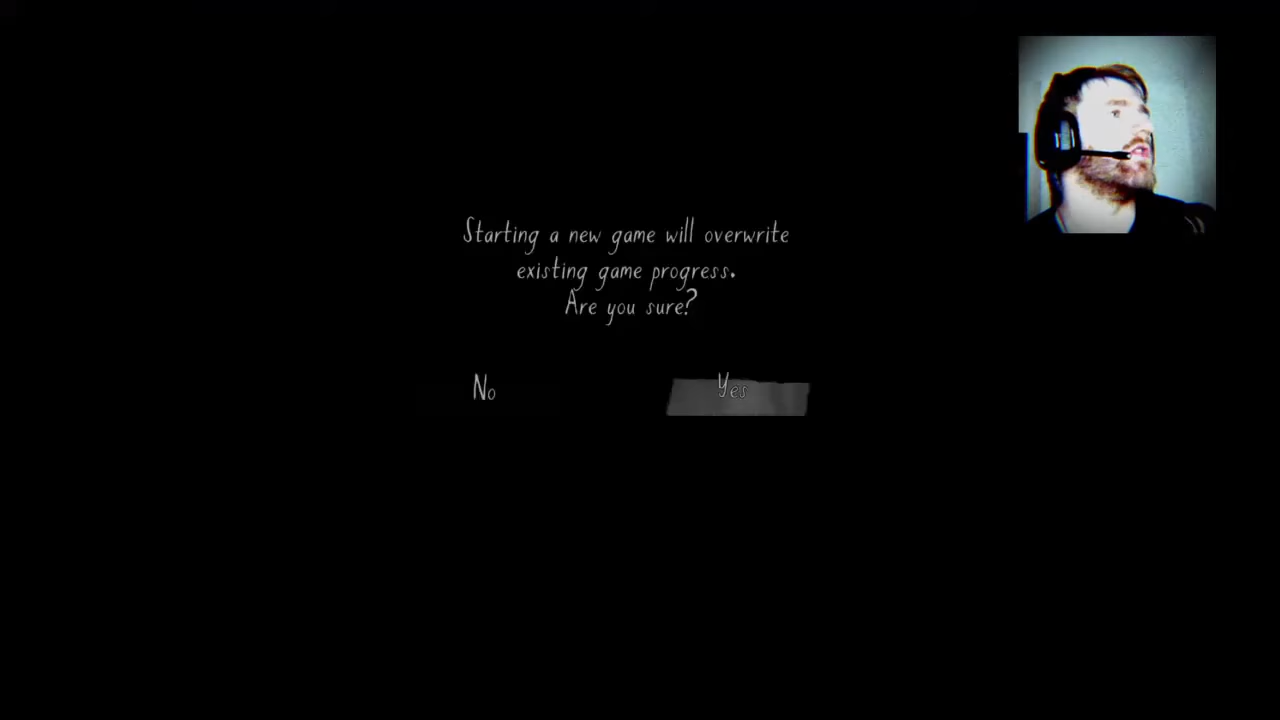 Starting a new game will overwrite
existing game progress.
Are you sure?
No
Yes